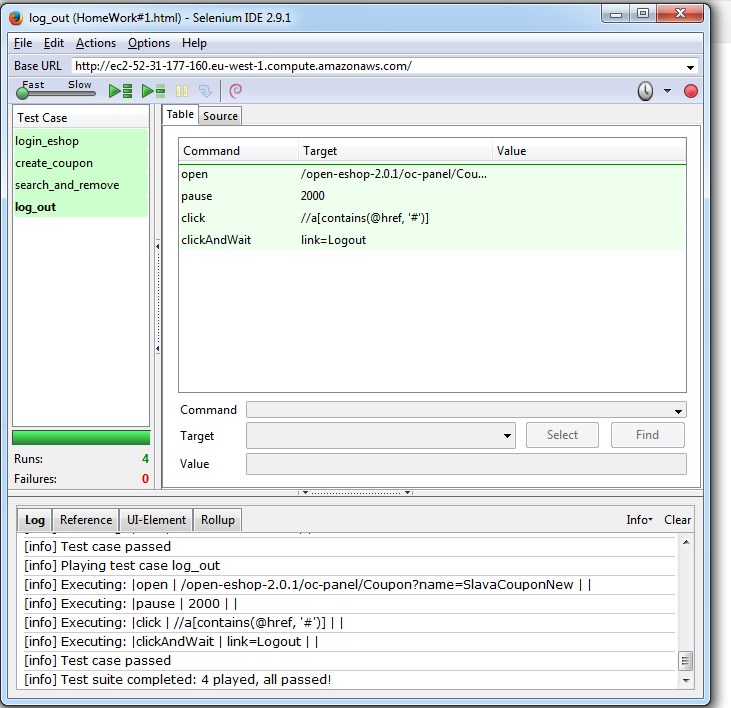 log_out (HomeWork#1.html) - Selenium IDE 2.9.1
File Edit Actions Options Help
Base URL http://ec2-52-31-177-160.eu-west-1.compute.amazonaws.com/
Fast Slow
Test Case
login_eshop
create_coupon
search_and_remove
log_out
Runs: 4
Failures: 0
Table Source
Command Target Value
open /open-eshop-2.0.1/oc-panel/Cou...
pause 2000
click //a[contains(@href, '#')]
clickAndWait link=Logout
Command
Target Select Find
Value
Log Reference UI-Element Rollup Info Clear
[info] Test case passed
[info] Playing test case log_out
[info] Executing: |open | /open-eshop-2.0.1/oc-panel/Coupon?name=SlavaCouponNew | |
[info] Executing: |pause | 2000 | |
[info] Executing: |click | //a[contains(@href, '#')] | |
[info] Executing: |clickAndWait | link=Logout | |
[info] Test case passed
[info] Test suite completed: 4 played, all passed!